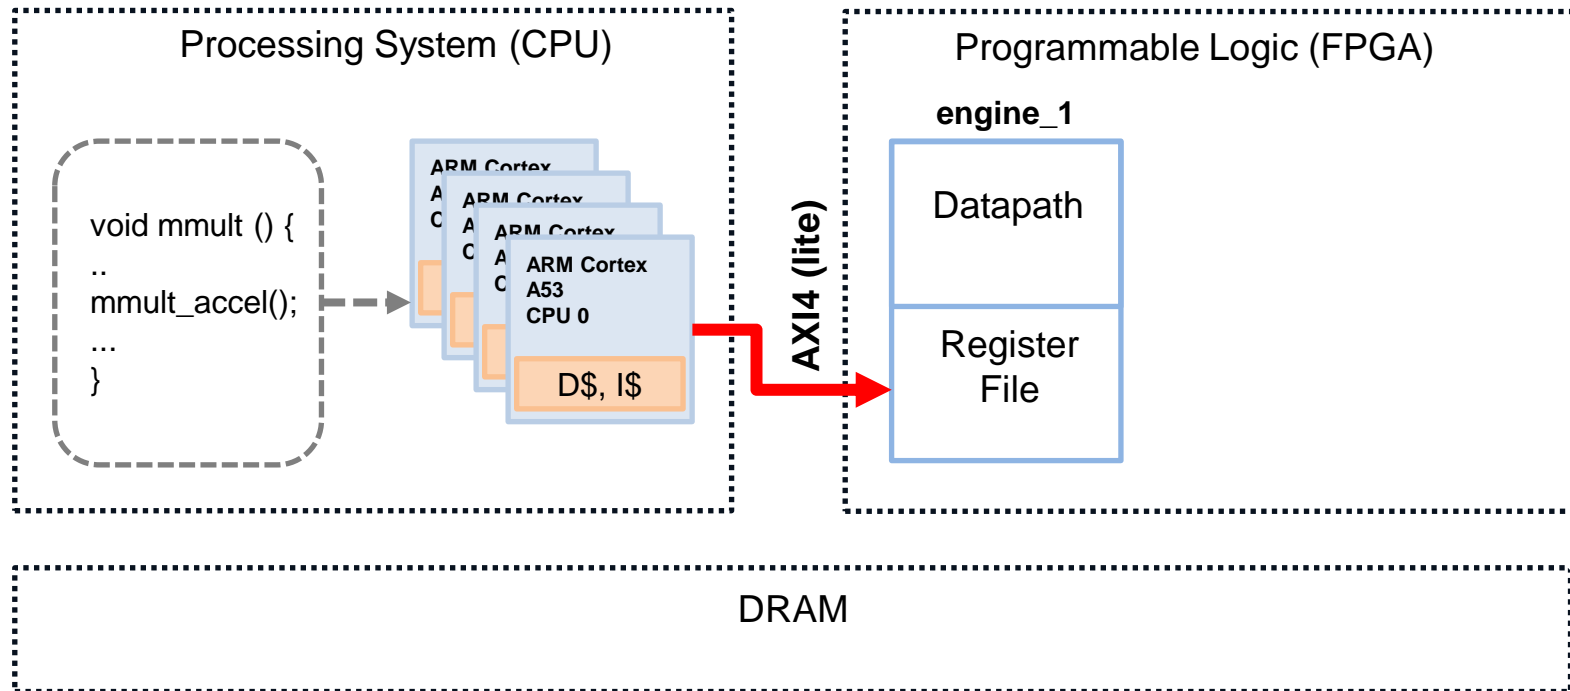 Processing System (CPU)
Programmable Logic (FPGA)
engine_1
void mmult () {
..
mmult_accel();
...
}
ARM Cortex
A
C
ARM Cortex
A
C
ARM Cortex
A
C
ARM Cortex
A53
CPU 0
D$, I$
AXI4 (lite)
Datapath
Register
File
DRAM